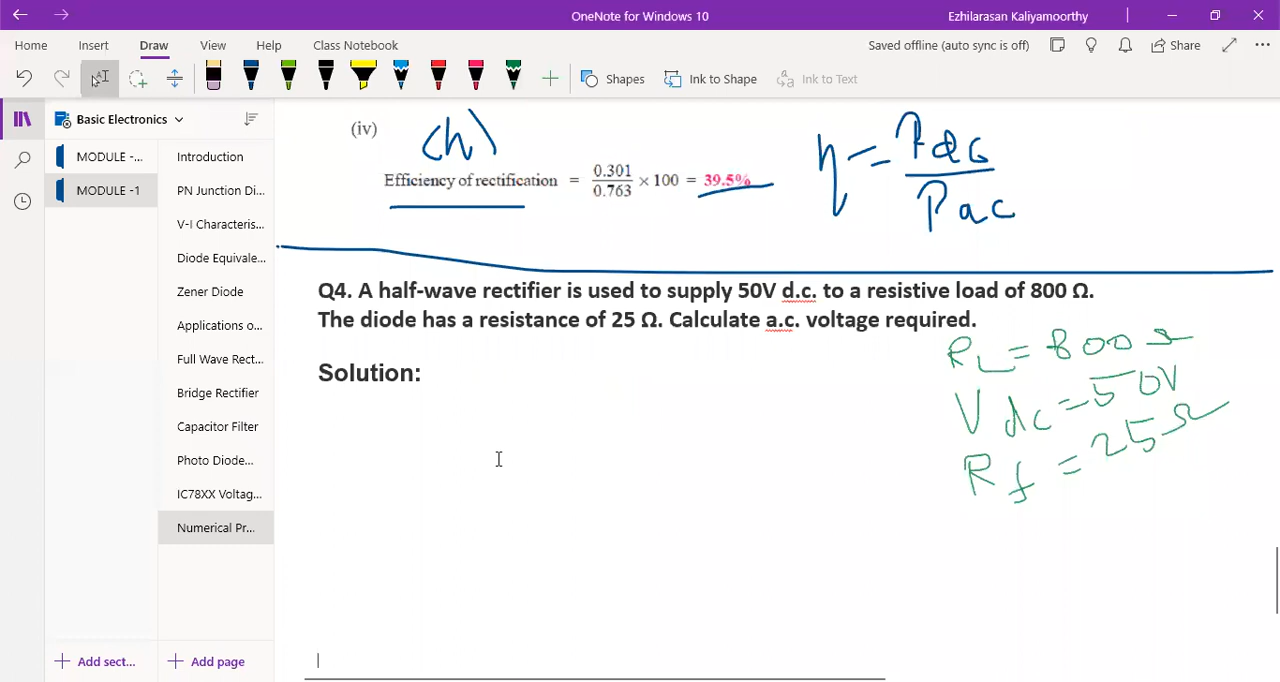 OneNote for Windows 10
Ezhilarasan Kaliyamoorthy
Home Insert Draw View Help Class Notebook
Saved offline (auto sync is off) Share
Shapes Ink to Shape Ink to Text
Basic Electronics
MODULE -...
MODULE -1
Introduction
PN Junction Di...
V-I Characteris...
Diode Equivale...
Zener Diode
Applications o...
Full Wave Rect...
Bridge Rectifier
Capacitor Filter
Photo Diode...
IC78XX Voltag...
Numerical Pr...
Add sect... Add page
(iv)
(η)
Efficiency of rectification = 0.301/0.763 × 100 = 39.5%
η = Pdc/Pac
Q4. A half-wave rectifier is used to supply 50V d.c. to a resistive load of 800 Ω.
The diode has a resistance of 25 Ω. Calculate a.c. voltage required.
Solution:
RL = 800 Ω
Vdc = 50V
Rf = 25 Ω